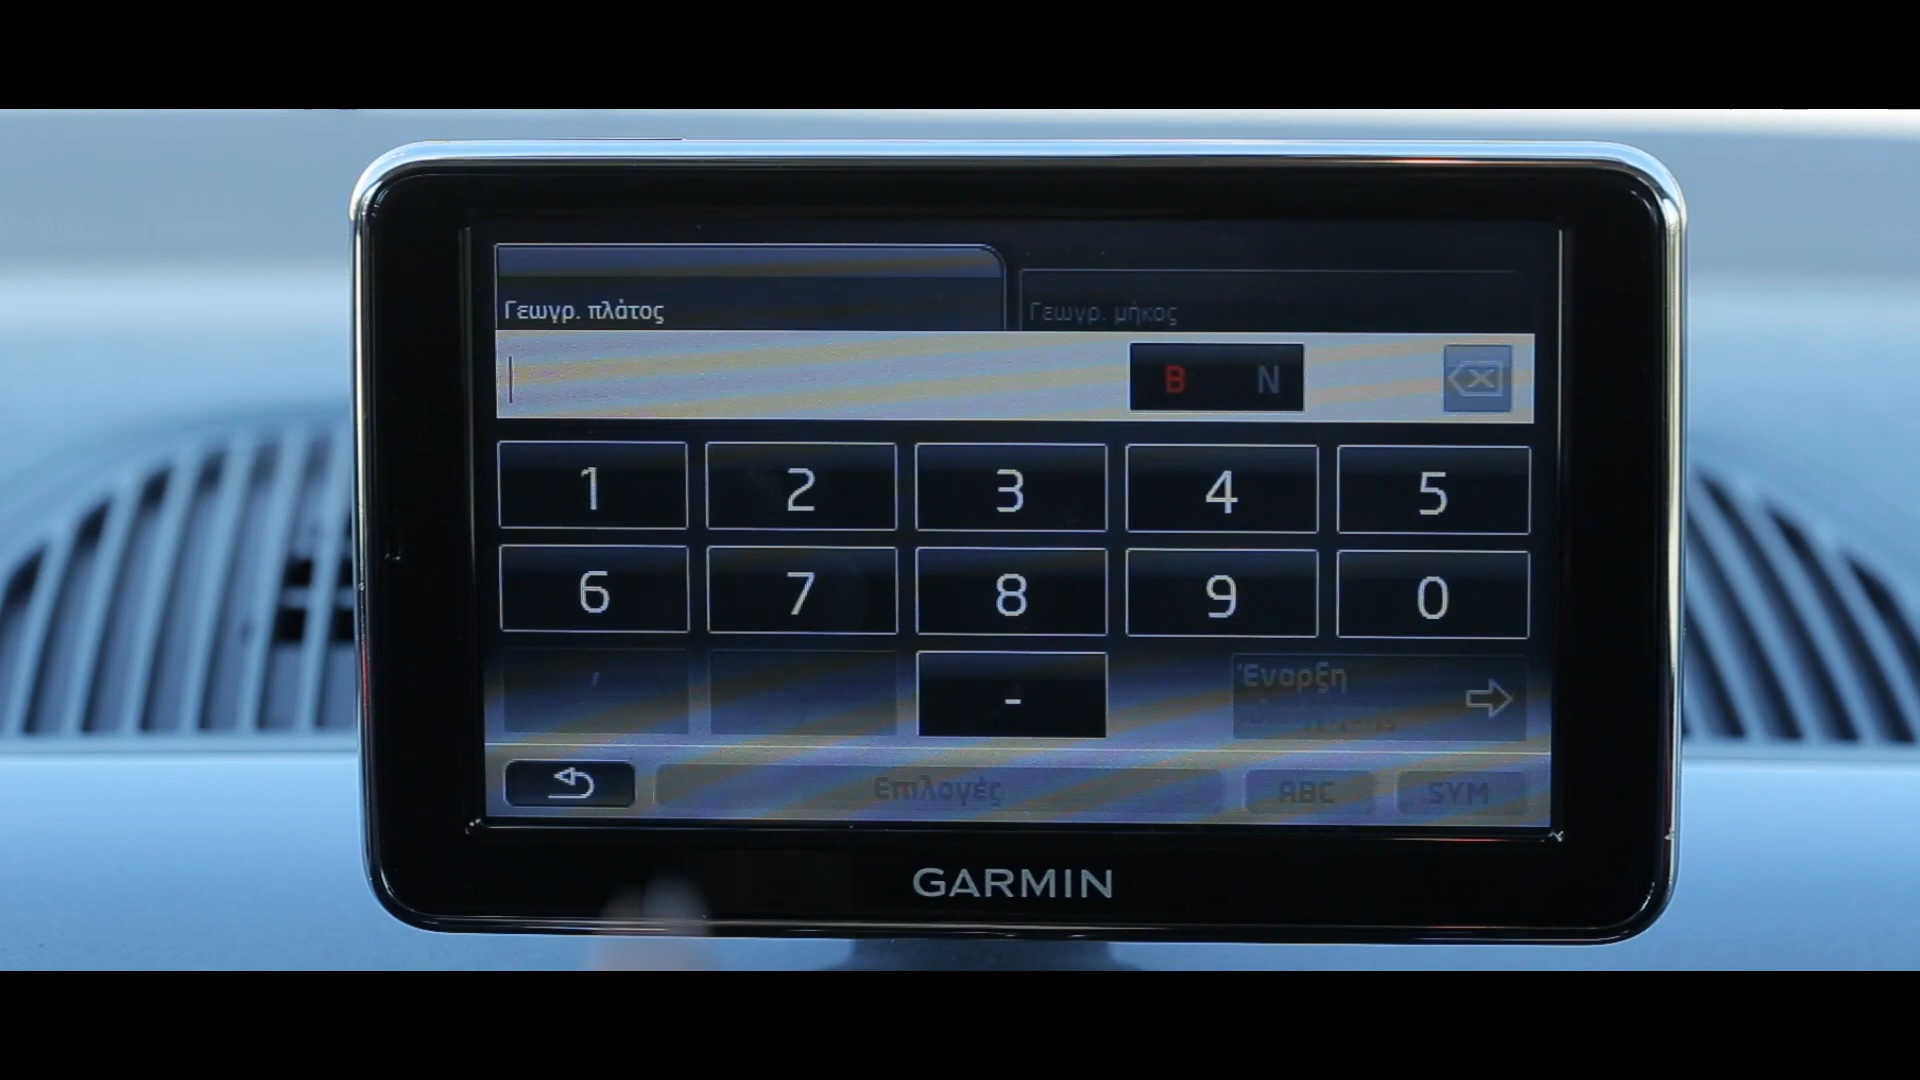 Γεωγρ. πλάτος
Γεωγρ. μήκος
B N
1 2 3 4 5
6 7 8 9 0
-
Έναρξη
Επιλογές ABC SYM
GARMIN